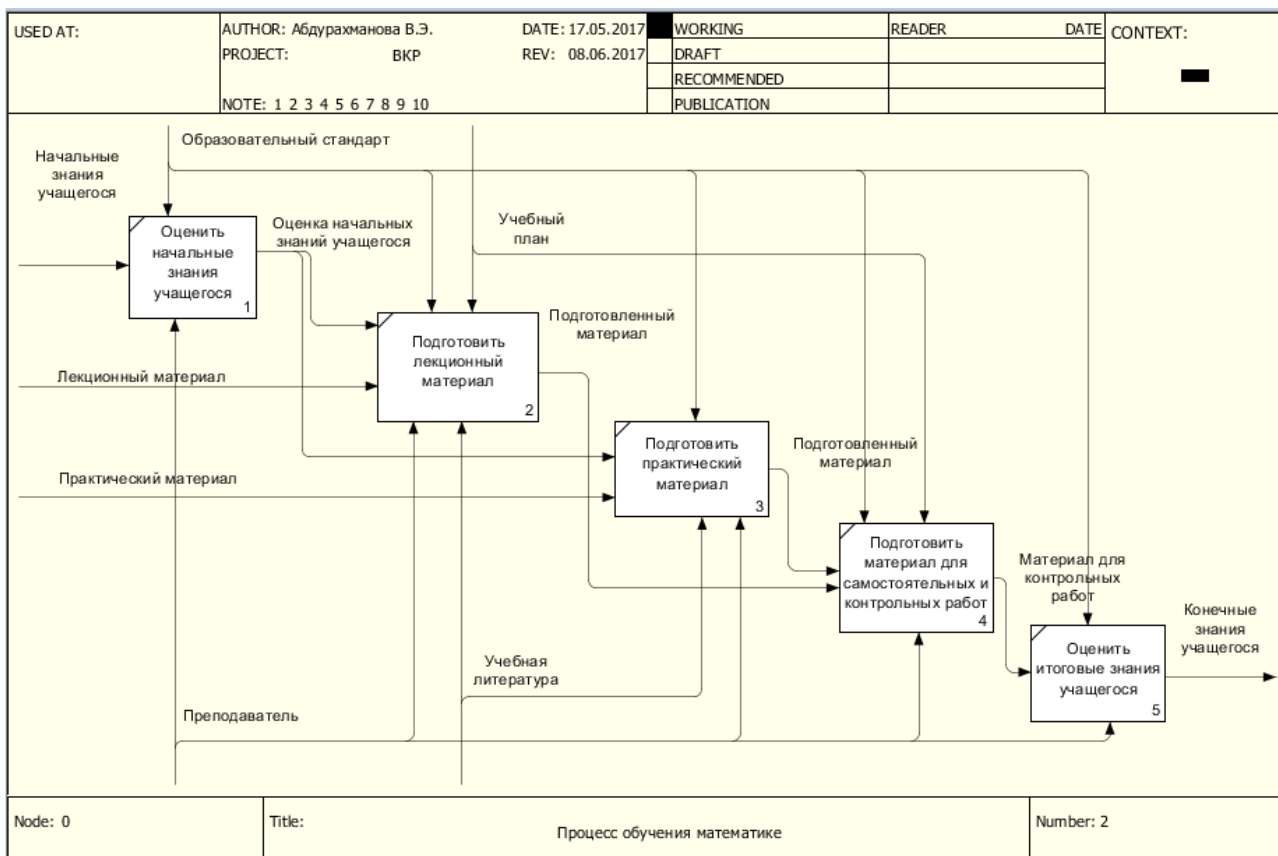 USED AT:
AUTHOR: Абдурахманова В.Э.
DATE: 17.05.2017
PROJECT: ВКР
REV: 08.06.2017
NOTE: 1 2 3 4 5 6 7 8 9 10
WORKING
DRAFT
RECOMMENDED
PUBLICATION
READER
DATE
CONTEXT:
Образовательный стандарт
Начальные
знания
учащегося
Оценить
начальные
знания
учащегося
1
Оценка начальных
знаний учащегося
Учебный
план
Подготовить
лекционный
материал
2
Подготовленный
материал
Лекционный материал
Подготовить
практический
материал
3
Подготовленный
материал
Практический материал
Подготовить
материал для
самостоятельных и
контрольных работ
4
Материал для
контрольных
работ
Конечные
знания
учащегося
Оценить
итоговые знания
учащегося
5
Учебная
литература
Преподаватель
Node: 0
Title:
Процесс обучения математике
Number: 2